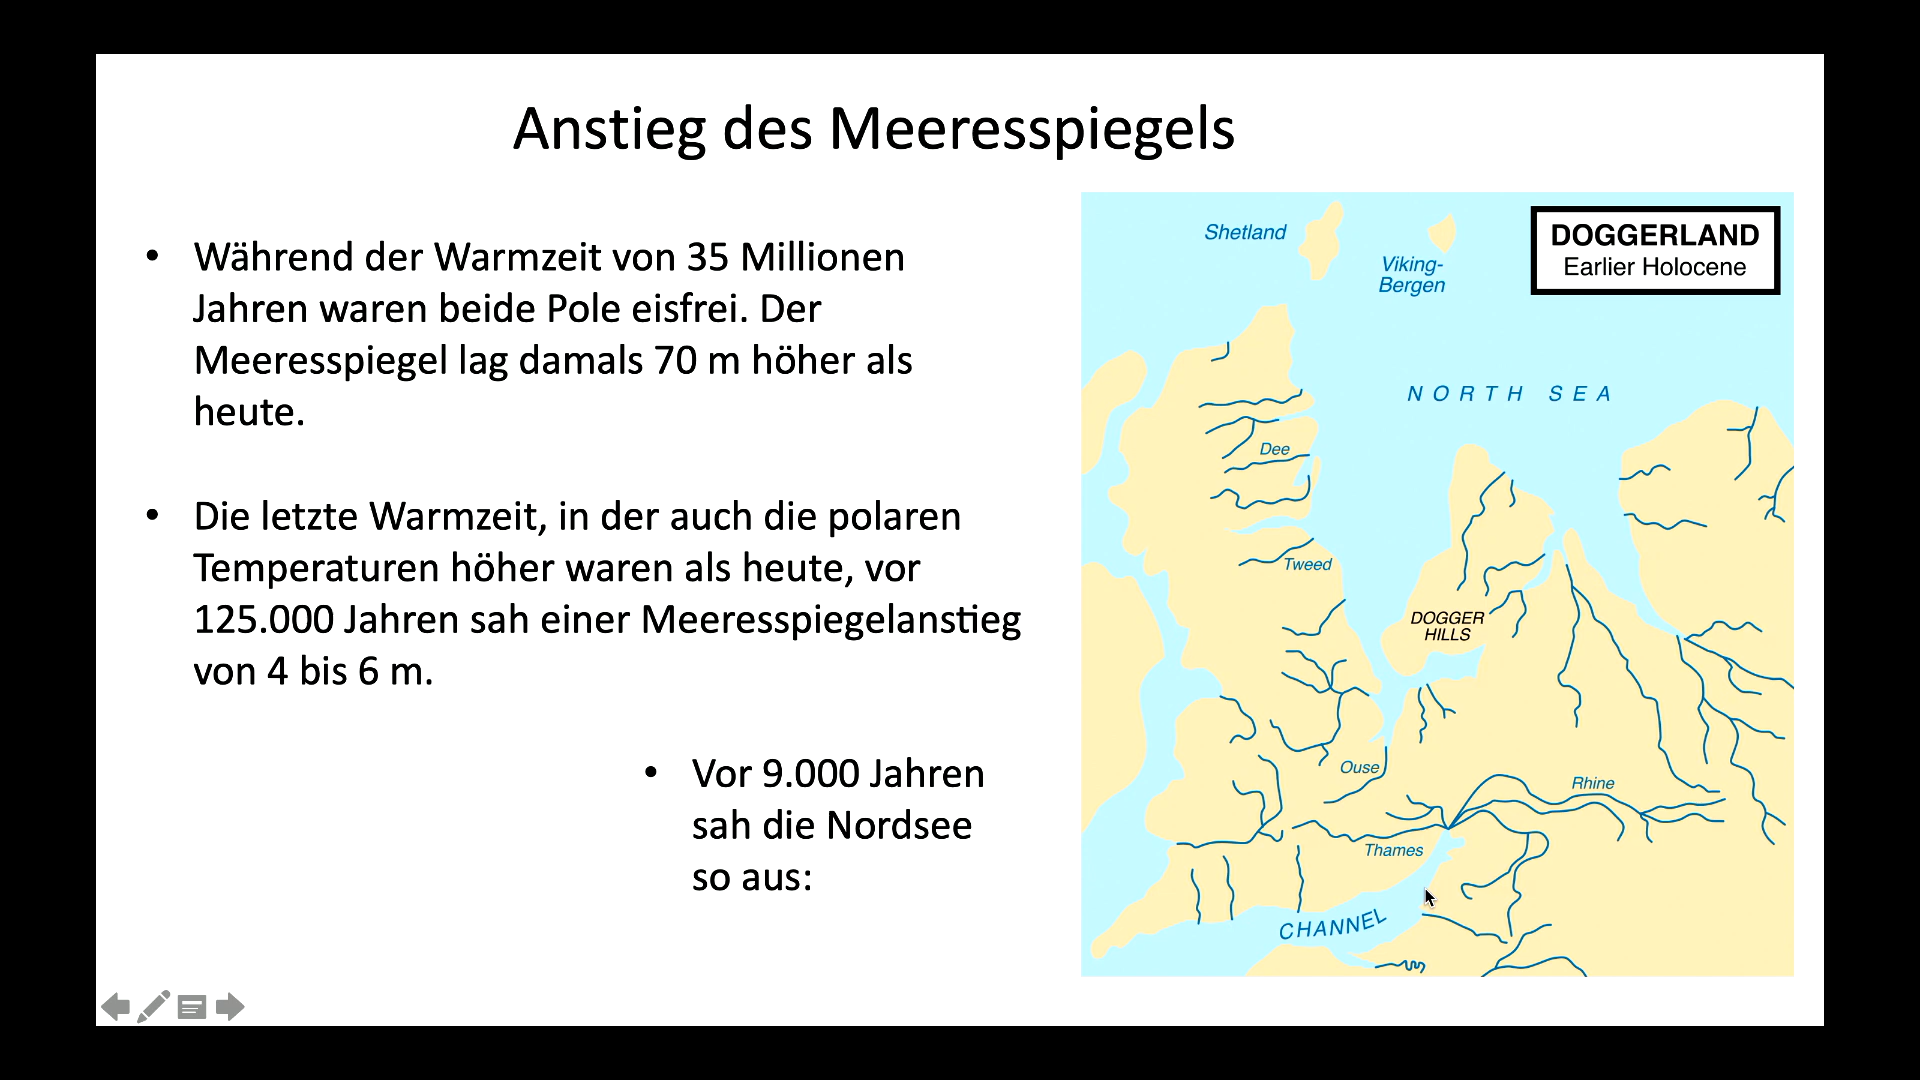 Anstieg des Meeresspiegels
Während der Warmzeit von 35 Millionen
Jahren waren beide Pole eisfrei. Der
Meeresspiegel lag damals 70 m höher als
heute.
Die letzte Warmzeit, in der auch die polaren
Temperaturen höher waren als heute, vor
125.000 Jahren sah einer Meeresspiegelanstieg
von 4 bis 6 m.
Vor 9.000 Jahren
sah die Nordsee
so aus:
DOGGERLAND
Earlier Holocene
Shetland
Viking-
Bergen
NORTH SEA
Dee
Tweed
DOGGER
HILLS
Ouse
Rhine
Thames
CHANNEL